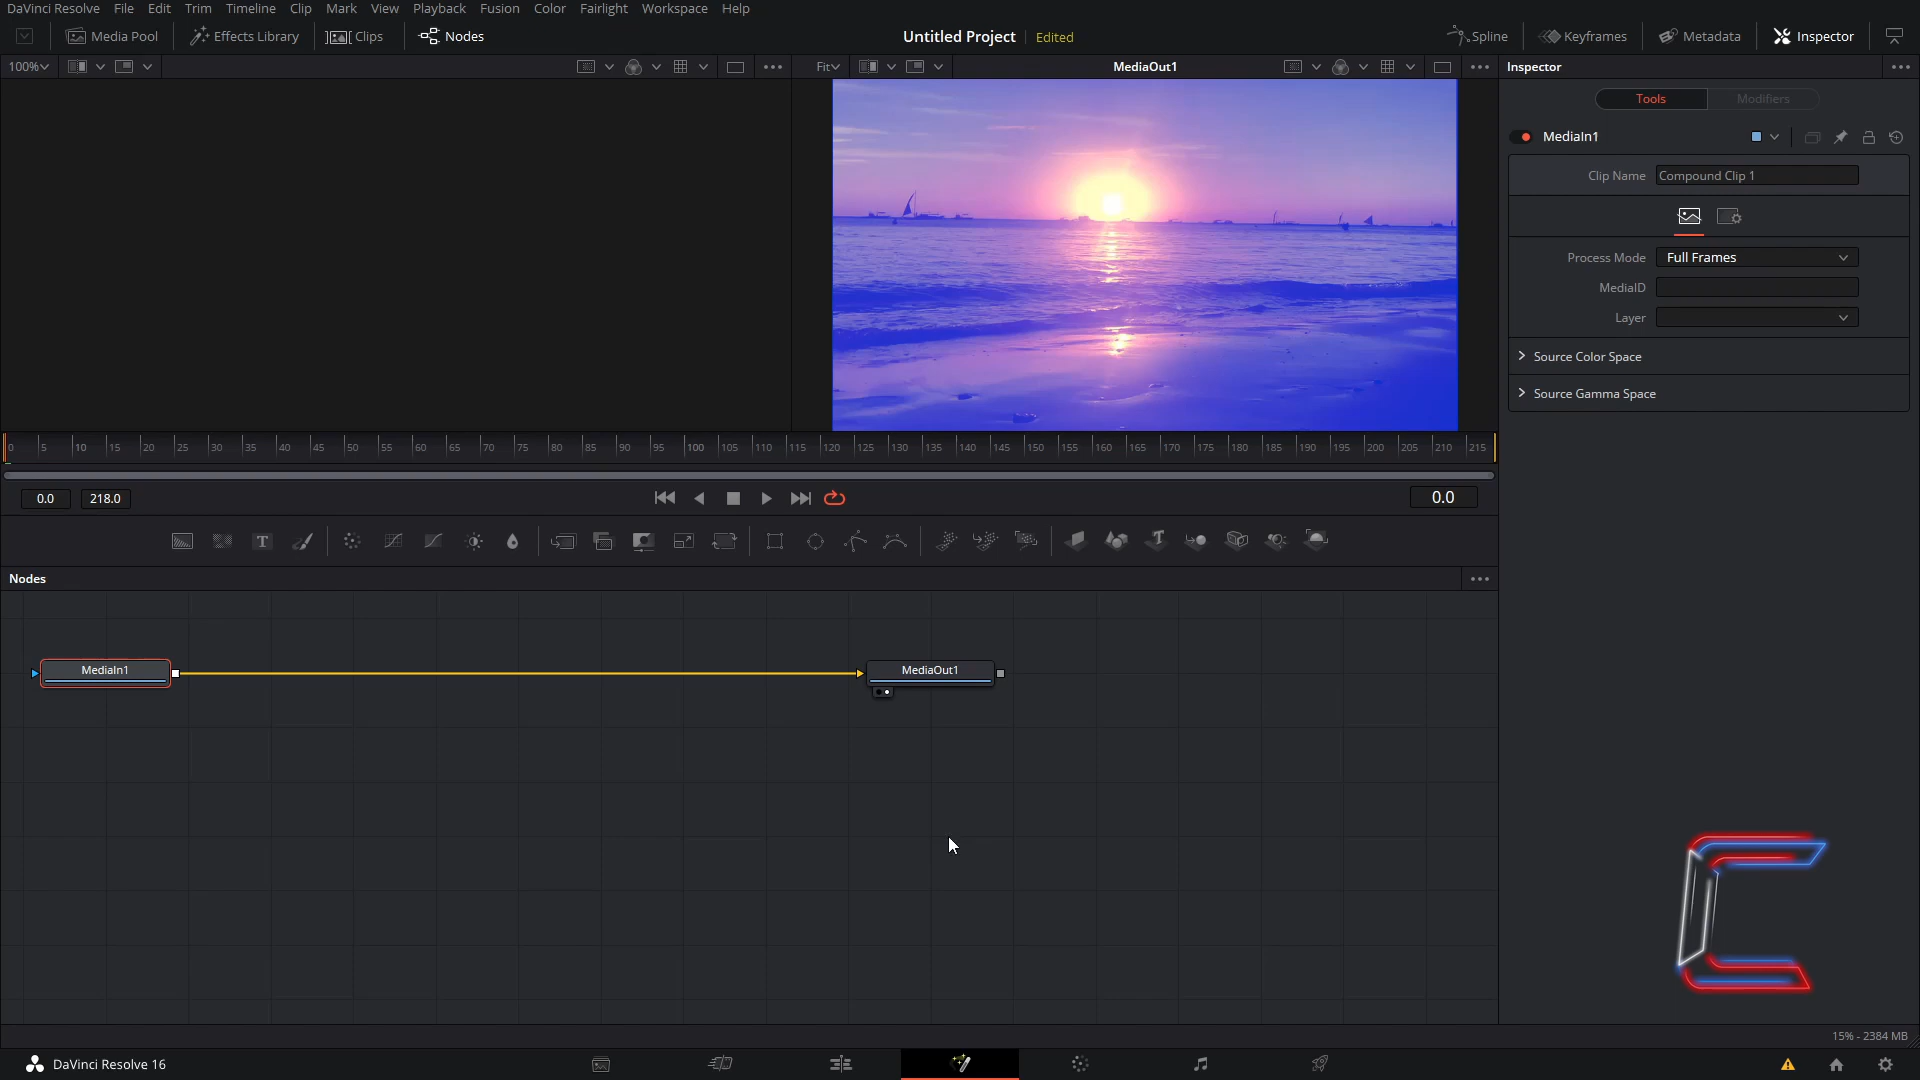 DaVinci Resolve File Edit Trim Timeline Clip Mark View Playback Fusion Color Fairlight Workspace Help
Media Pool Effects Library Clips Nodes Untitled Project Edited Spline Keyframes Metadata Inspector
100% Fit MediaOut1 Inspector
Tools Modifiers
MediaIn1
Clip Name Compound Clip 1
Process Mode Full Frames
MediaID
Layer
Source Color Space
Source Gamma Space
0 5 10 15 20 25 30 35 40 45 50 55 60 65 70 75 80 85 90 95 100 105 110 115 120 125 130 135 140 145 150 155 160 165 170 175 180 185 190 195 200 205 210 215
0.0 218.0 0.0
T T
Nodes
MediaIn1 MediaOut1
15% - 2384 MB
DaVinci Resolve 16